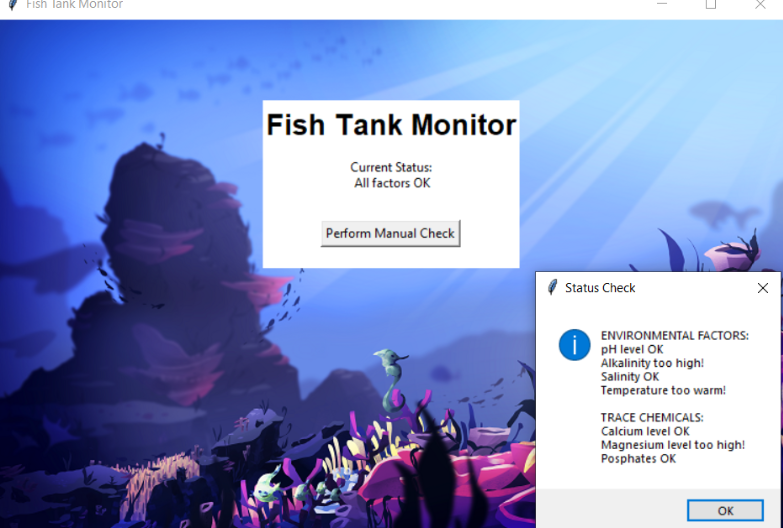 Fish Tank Monitor
Fish Tank Monitor
Current Status:
All factors OK
Perform Manual Check
Status Check
ENVIRONMENTAL FACTORS:
pH level OK
Alkalinity too high!
Salinity OK
Temperature too warm!
TRACE CHEMICALS:
Calcium level OK
Magnesium level too high!
Posphates OK
OK